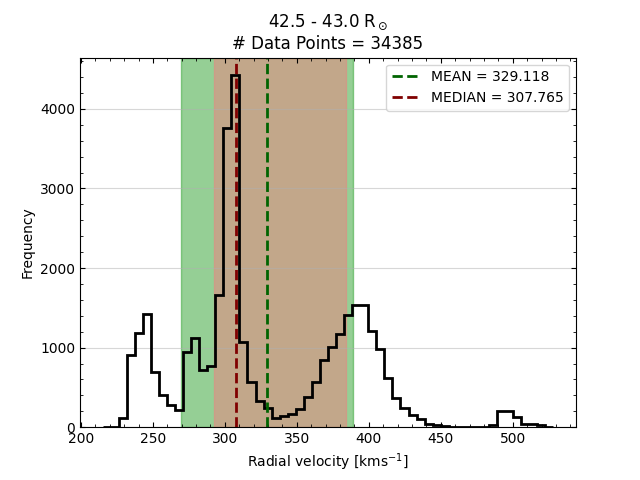 42.5 - 43.0 R⊙
# Data Points = 34385
MEAN = 329.118
MEDIAN = 307.765
Frequency
4000
3000
2000
1000
0
200 250 300 350 400 450 500
Radial velocity [kms⁻¹]